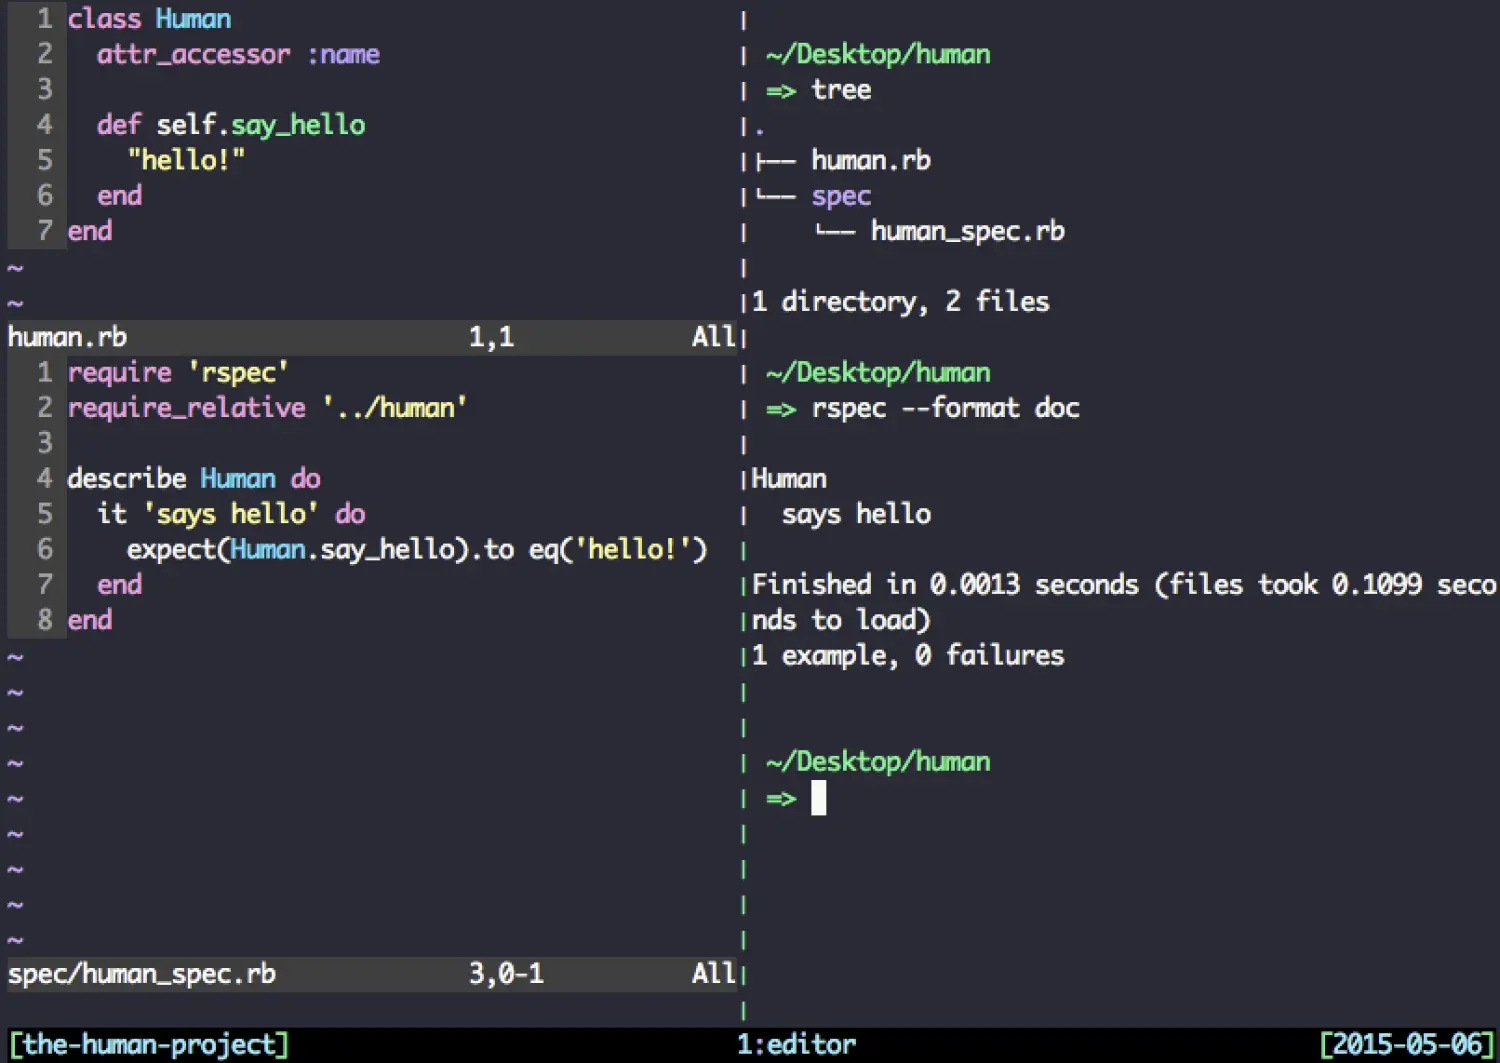 1 class Human
2   attr_accessor :name
3
4   def self.say_hello
5     "hello!"
6   end
7 end
~
~
human.rb 1,1 All
1 require 'rspec'
2 require_relative '../human'
3
4 describe Human do
5   it 'says hello' do
6     expect(Human.say_hello).to eq('hello!')
7   end
8 end
~
~
~
~
~
~
~
~
~
spec/human_spec.rb 3,0-1 All
~/Desktop/human
=> tree
.
├── human.rb
└── spec
    └── human_spec.rb
1 directory, 2 files
~/Desktop/human
=> rspec --format doc
Human
  says hello
Finished in 0.0013 seconds (files took 0.1099 seco
nds to load)
1 example, 0 failures
~/Desktop/human
=>
[the-human-project] 1:editor [2015-05-06]